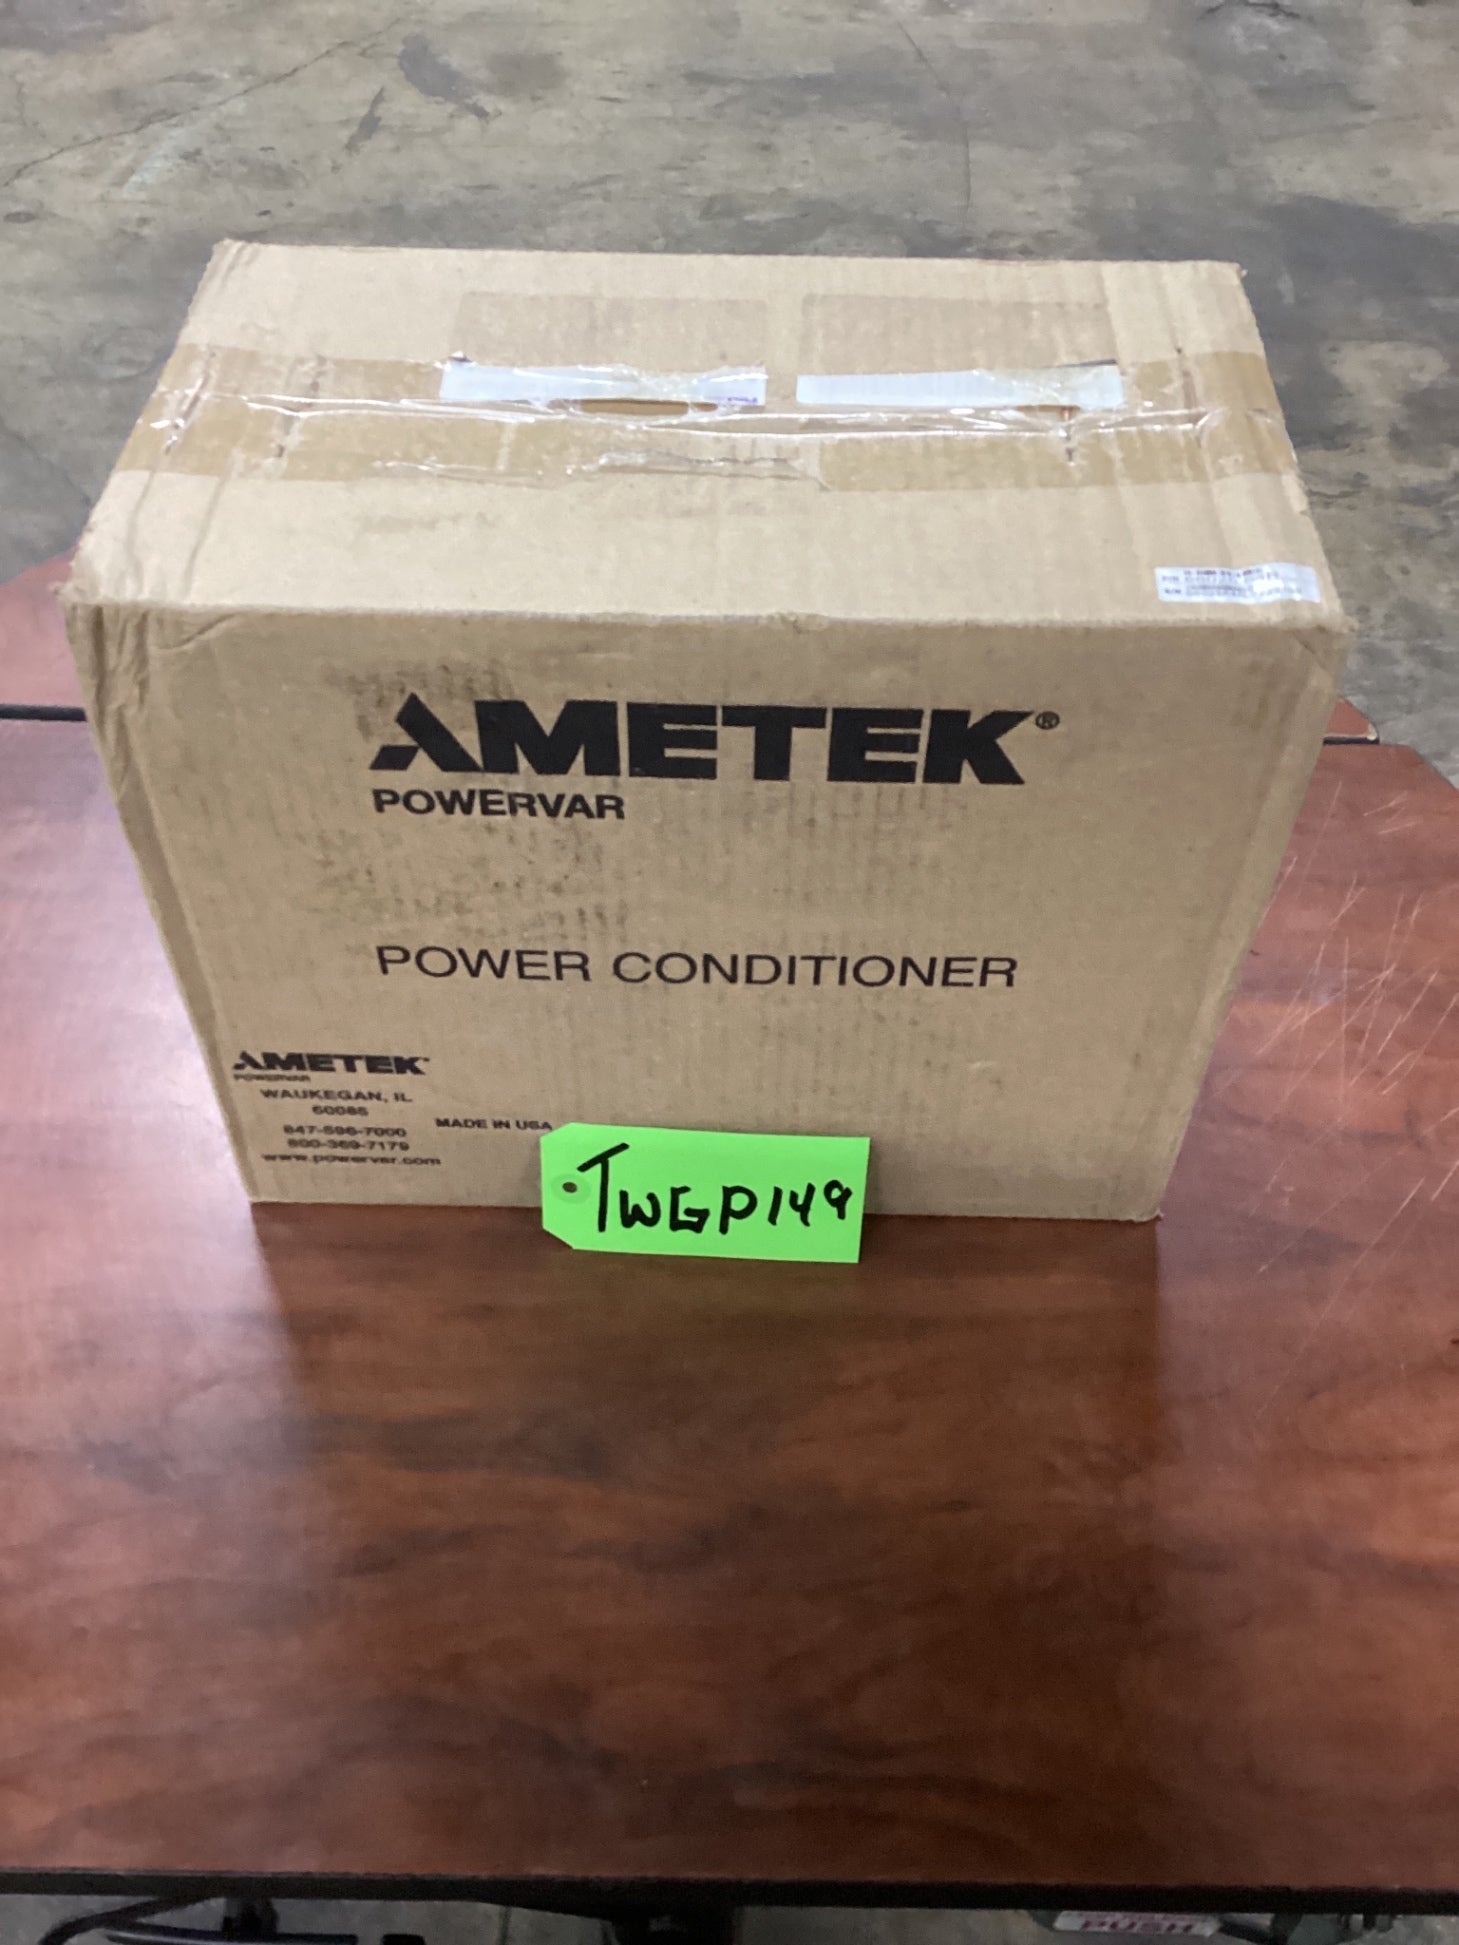 AMETEK®
POWERVAR
POWER CONDITIONER
AMETEK
POWERVAR
WAUKEGAN, IL
60085
847-596-7000
800-369-7179
www.powervar.com
MADE IN USA
TWGP149
PUSH